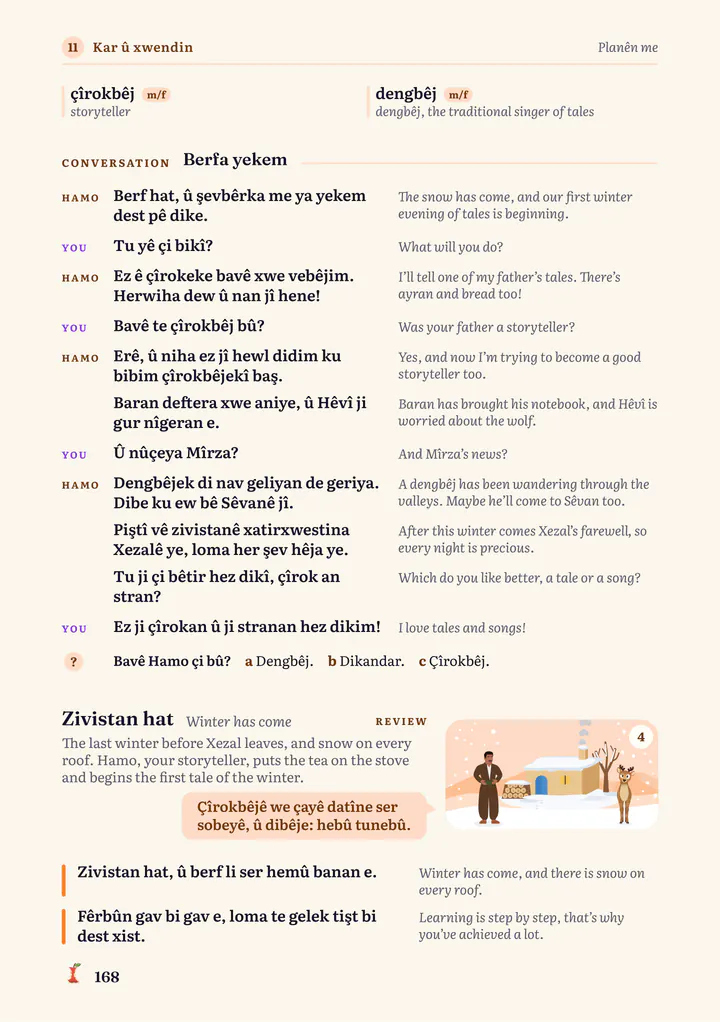 11 Kar û xwendin
Planên me
çîrokbêj m/f
storyteller
dengbêj m/f
dengbêj, the traditional singer of tales
CONVERSATION Berfa yekem
HAMO Berf hat, û şevbêrka me ya yekem
dest pê dike.
The snow has come, and our first winter
evening of tales is beginning.
YOU Tu yê çi bikî?
What will you do?
HAMO Ez ê çîrokeke bavê xwe vebêjim.
Herwiha dew û nan jî hene!
I’ll tell one of my father’s tales. There’s
ayran and bread too!
YOU Bavê te çîrokbêj bû?
Was your father a storyteller?
HAMO Erê, û niha ez jî hewl didim ku
bibim çîrokbêjekî baş.
Yes, and now I’m trying to become a good
storyteller too.
Baran deftera xwe aniye, û Hêvî ji
gur nîgeran e.
Baran has brought his notebook, and Hêvî is
worried about the wolf.
YOU Û nûçeya Mîrza?
And Mîrza’s news?
HAMO Dengbêjek di nav geliyan de geriya.
Dibe ku ew bê Sêvanê jî.
A dengbêj has been wandering through the
valleys. Maybe he’ll come to Sêvan too.
Piştî vê zivistanê xatirxwestina
Xezalê ye, loma her şev hêja ye.
After this winter comes Xezal’s farewell, so
every night is precious.
Tu ji çi bêtir hez dikî, çîrok an
stran?
Which do you like better, a tale or a song?
YOU Ez ji çîrokan û ji stranan hez dikim!
I love tales and songs!
? Bavê Hamo çi bû? a Dengbêj. b Dikandar. c Çîrokbêj.
Zivistan hat Winter has come
REVIEW
The last winter before Xezal leaves, and snow on every
roof. Hamo, your storyteller, puts the tea on the stove
and begins the first tale of the winter.
4
Çîrokbêjê we çayê datîne ser
sobeyê, û dibêje: hebû tunebû.
Zivistan hat, û berf li ser hemû banan e.
Winter has come, and there is snow on
every roof.
Fêrbûn gav bi gav e, loma te gelek tişt bi
dest xist.
Learning is step by step, that’s why
you’ve achieved a lot.
168